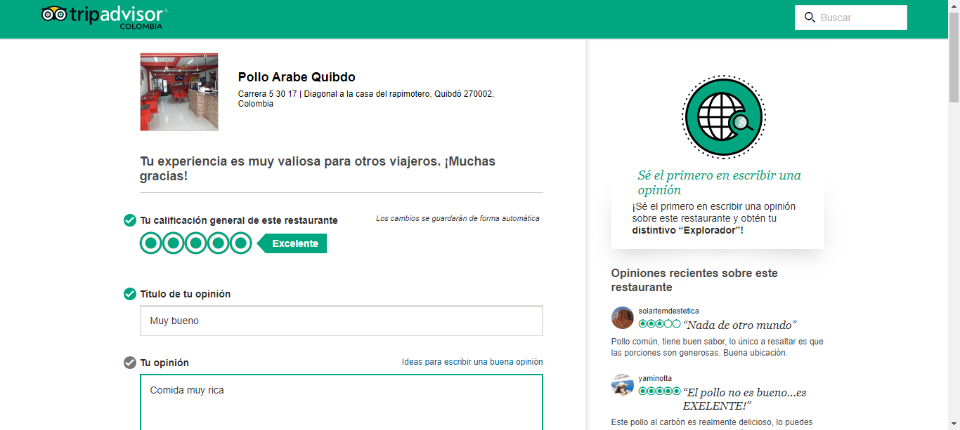 tripadvisor
COLOMBIA
Buscar
Pollo Arabe Quibdo
Carrera 5 30 17 | Diagonal a la casa del rapimotero, Quibdó 270002,
Colombia
Tu experiencia es muy valiosa para otros viajeros. ¡Muchas
gracias!
Tu calificación general de este restaurante
Los cambios se guardarán de forma automática
Excelente
Título de tu opinión
Muy bueno
Tu opinión
Ideas para escribir una buena opinión
Comida muy rica
Sé el primero en escribir una
opinión
¡Sé el primero en escribir una opinión
sobre este restaurante y obtén tu
distintivo “Explorador”!
Opiniones recientes sobre este
restaurante
solartemdestetica
“Nada de otro mundo”
Pollo común, tiene buen sabor, lo único a resaltar es que
las porciones son generosas. Buena ubicación.
yaminotta
“El pollo no es bueno...es
EXELENTE!”
Este pollo al carbón es realmente delicioso, lo puedes